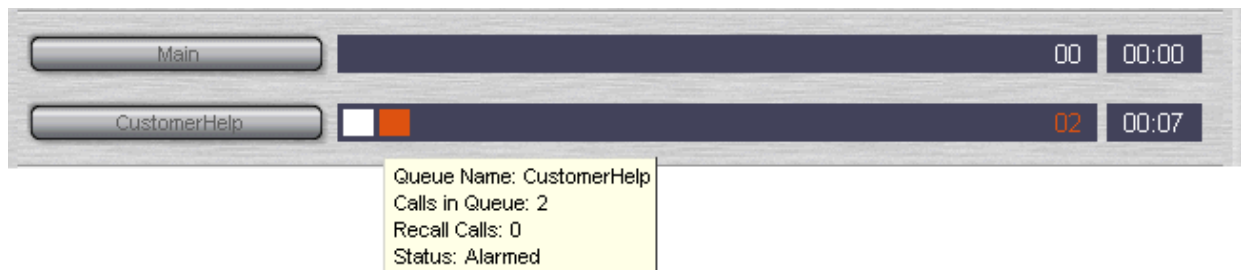 Main 00 00:00
CustomerHelp 02 00:07
Queue Name: CustomerHelp
Calls in Queue: 2
Recall Calls: 0
Status: Alarmed